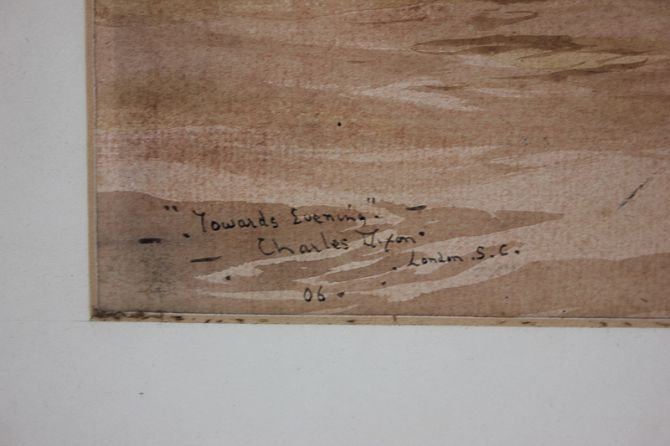 "Towards Evening". –
– . Charles Dixon.
– . London . S. C.
06 .